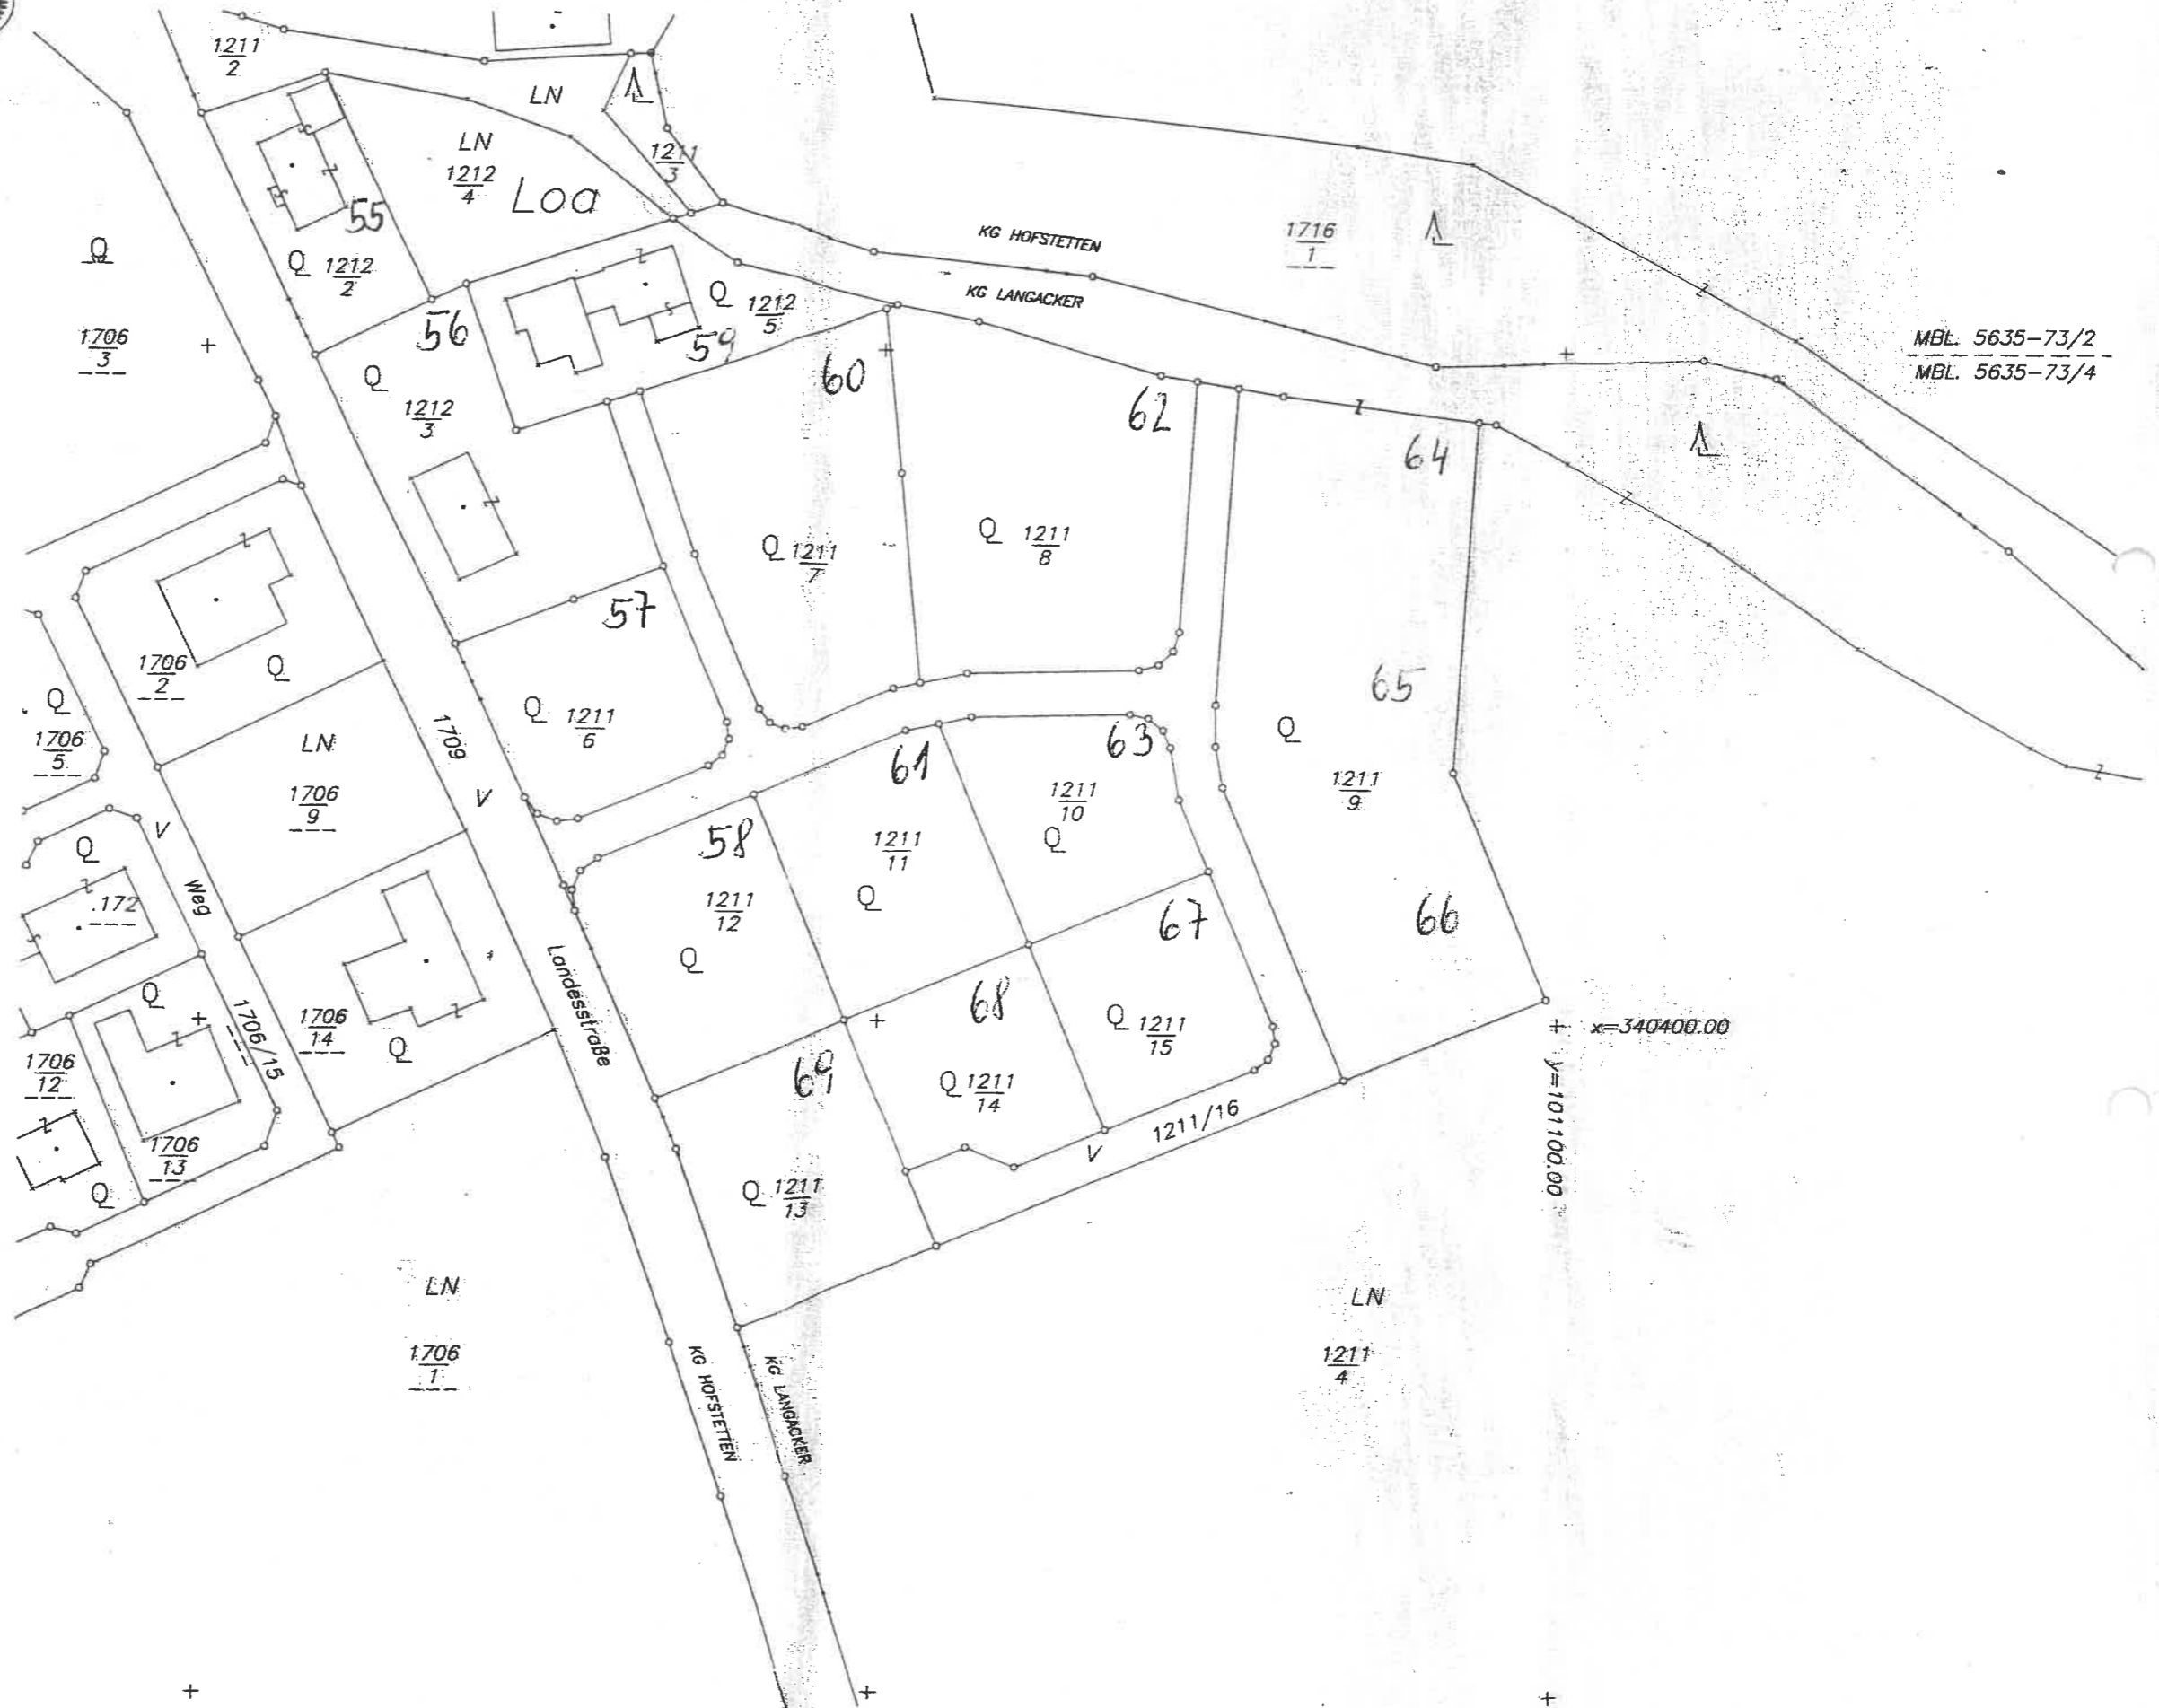 1211
2
LN
LN
1212
4
Loa
1211
3
55
Q
Q
1212
2
KG HOFSTETTEN
1716
1
KG LANGACKER
Q
1212
5
56
59
60
1706
3
MBL. 5635-73/2
MBL. 5635-73/4
Q
1212
3
62
64
Q
1211
7
Q
1211
8
57
1706
2
Q
65
Q
1706
5
Q
1211
6
1709
LN
61
63
Q
1706
9
V
1211
9
1211
10
Q
V
Q
58
1211
11
Q
Weg
.172
1211
12
67
66
Q
Landesstraße
Q
68
1706/15
1706
14
Q
Q
1211
15
x=340400.00
y=101100.00
1706
12
69
Q
1211
14
1211/16
V
1706
13
Q
Q
1211
13
LN
LN
1706
1
KG HOFSTETTEN
KG LANGACKER
1211
4